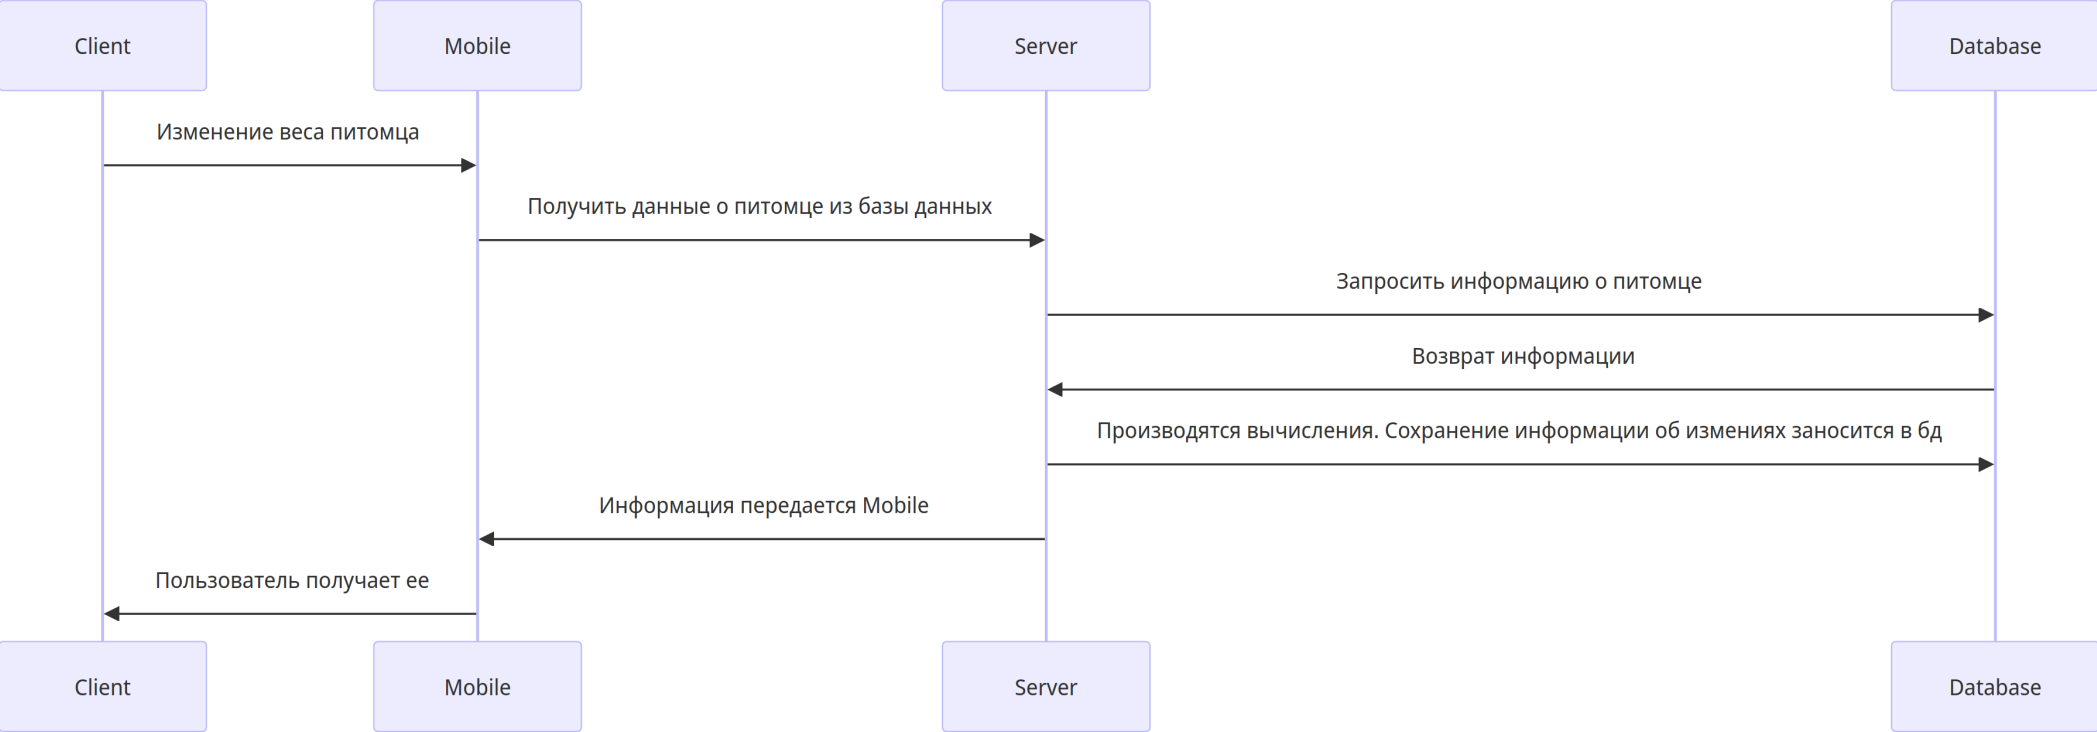 Client
Mobile
Server
Database
Изменение веса питомца
Получить данные о питомце из базы данных
Запросить информацию о питомце
Возврат информации
Производятся вычисления. Сохранение информации об измениях заносится в бд
Информация передается Mobile
Пользователь получает ее
Client
Mobile
Server
Database